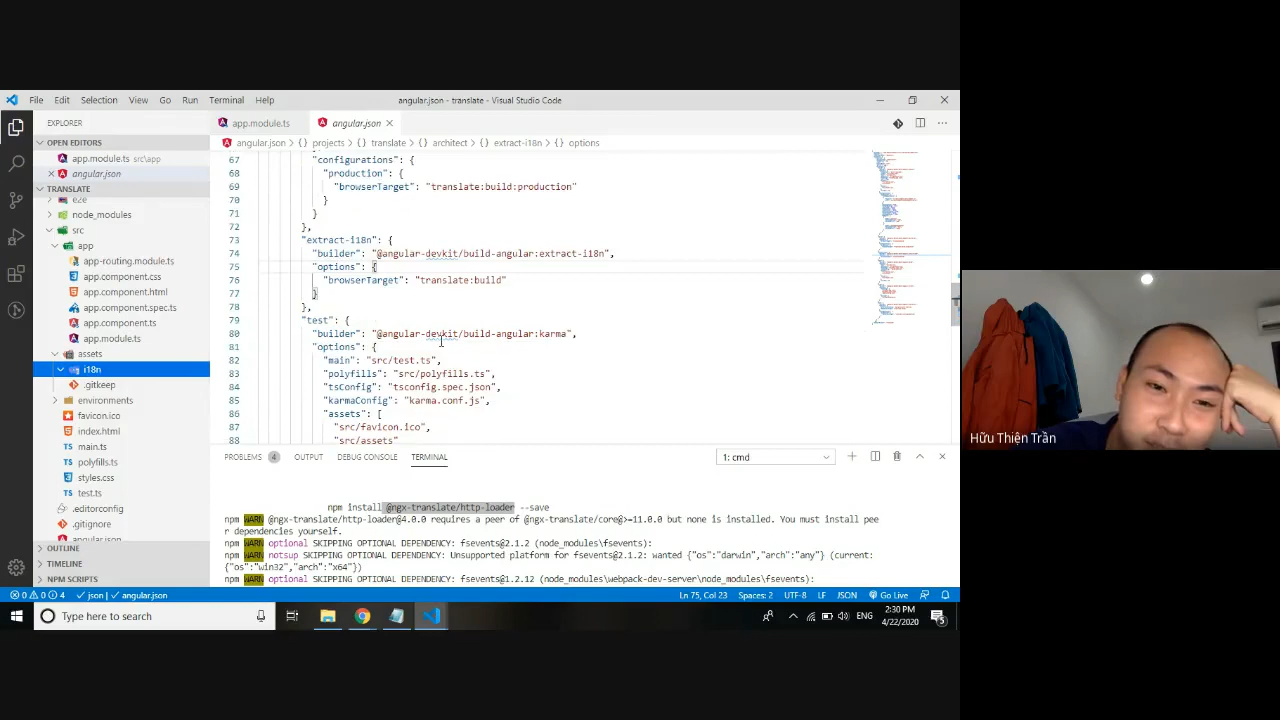 File Edit Selection View Go Run Terminal Help
angular.json - translate - Visual Studio Code
EXPLORER
OPEN EDITORS
app.module.ts src\app
angular.json
TRANSLATE
e2e
node_modules
src
app
app-routing.module.ts
app.component.css
app.component.html
app.component.spec.ts
app.component.ts
app.module.ts
assets
i18n
.gitkeep
environments
favicon.ico
index.html
main.ts
polyfills.ts
styles.css
test.ts
.editorconfig
.gitignore
angular.json
OUTLINE
TIMELINE
NPM SCRIPTS
app.module.ts
angular.json
angular.json › { } projects › { } translate › { } architect › { } extract-i18n › { } options
67 "configurations": {
68 "production": {
69 "browserTarget": "translate:build:production"
70 }
71 }
72 },
73 "extract-i18n": {
74 "builder": "@angular-devkit/build-angular:extract-i18n",
75 "options": {
76 "browserTarget": "translate:build"
77 }
78 },
79 "test": {
80 "builder": "@angular-devkit/build-angular:karma",
81 "options": {
82 "main": "src/test.ts",
83 "polyfills": "src/polyfills.ts",
84 "tsConfig": "tsconfig.spec.json",
85 "karmaConfig": "karma.conf.js",
86 "assets": [
87 "src/favicon.ico",
88 "src/assets"
PROBLEMS 4 OUTPUT DEBUG CONSOLE TERMINAL
1: cmd
npm install @ngx-translate/http-loader --save
npm WARN @ngx-translate/http-loader@4.0.0 requires a peer of @ngx-translate/core@>=11.0.0 but none is installed. You must install pee
r dependencies yourself.
npm WARN optional SKIPPING OPTIONAL DEPENDENCY: fsevents@2.1.2 (node_modules\fsevents):
npm WARN notsup SKIPPING OPTIONAL DEPENDENCY: Unsupported platform for fsevents@2.1.2: wanted {"os":"darwin","arch":"any"} (current:
{"os":"win32","arch":"x64"})
npm WARN optional SKIPPING OPTIONAL DEPENDENCY: fsevents@1.2.12 (node_modules\webpack-dev-server\node_modules\fsevents):
0 0 4 json | angular.json
Ln 75, Col 23 Spaces: 2 UTF-8 LF JSON Go Live
Type here to search
ENG
2:30 PM
4/22/2020
5
Hữu Thiện Trần